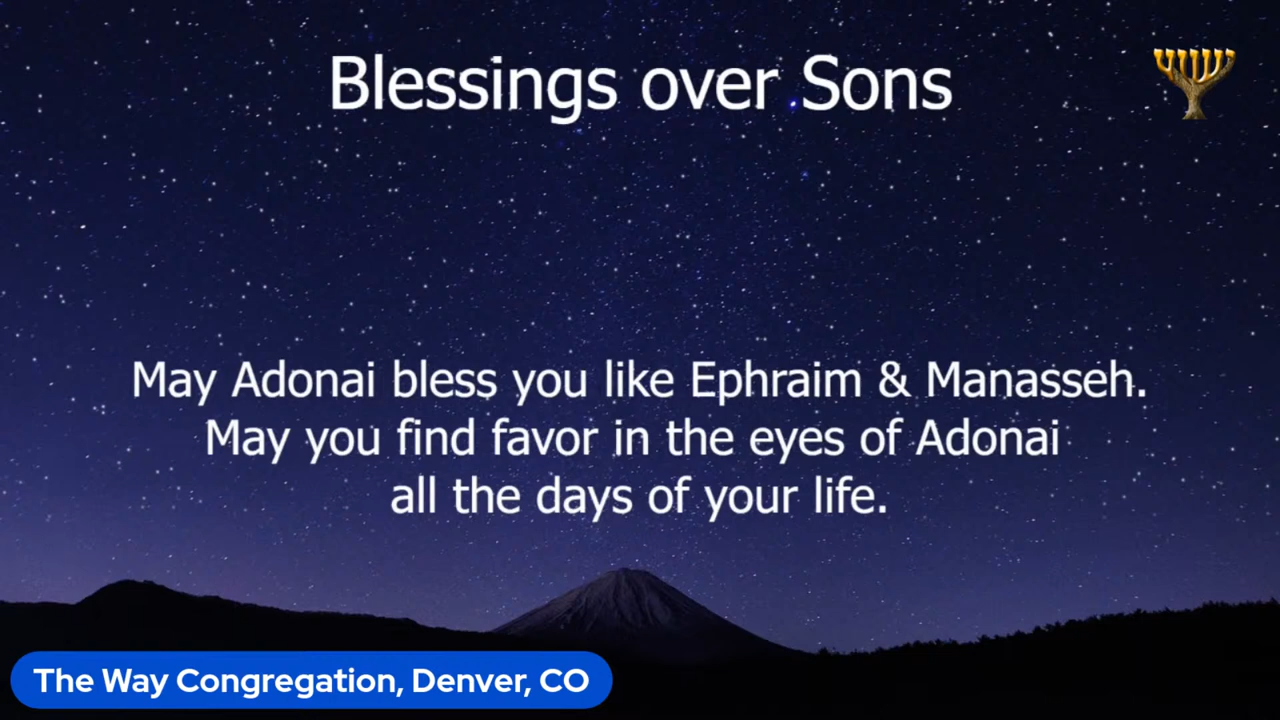 Blessings over Sons
May Adonai bless you like Ephraim & Manasseh.
May you find favor in the eyes of Adonai
all the days of your life.
The Way Congregation, Denver, CO